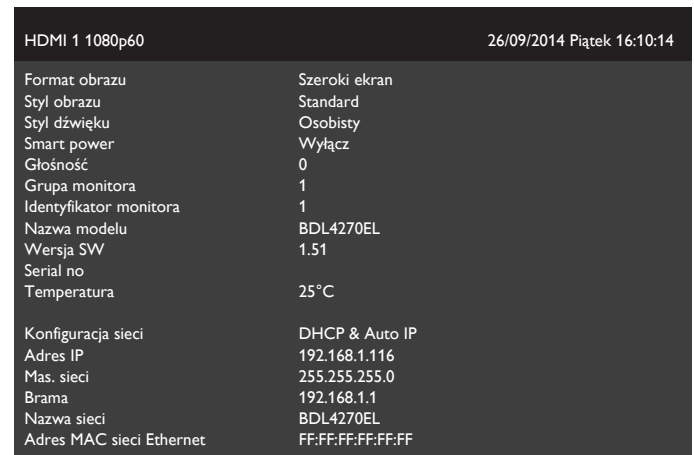 HDMI 1 1080p60 26/09/2014 Piątek 16:10:14
Format obrazu Szeroki ekran
Styl obrazu Standard
Styl dźwięku Osobisty
Smart power Wyłącz
Głośność 0
Grupa monitora 1
Identyfikator monitora 1
Nazwa modelu BDL4270EL
Wersja SW 1.51
Serial no
Temperatura 25°C
Konfiguracja sieci DHCP & Auto IP
Adres IP 192.168.1.116
Mas. sieci 255.255.255.0
Brama 192.168.1.1
Nazwa sieci BDL4270EL
Adres MAC sieci Ethernet FF:FF:FF:FF:FF:FF